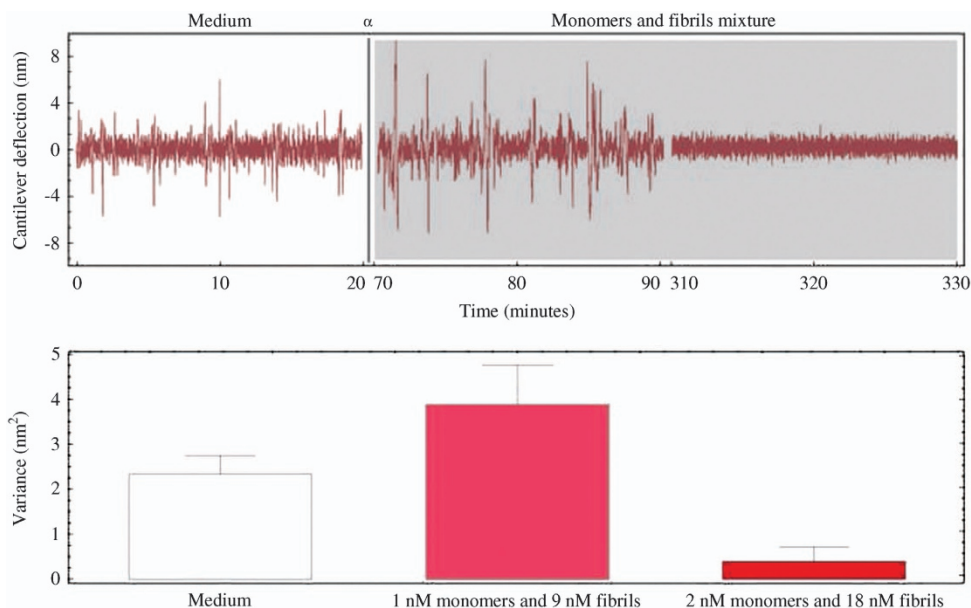 Medium α Monomers and fibrils mixture
8
4
0
-4
-8
Cantilever deflection (nm)
0 10 20 70 80 90 310 320 330
Time (minutes)
5
4
3
2
1
0
Variance (nm²)
Medium 1 nM monomers and 9 nM fibrils 2 nM monomers and 18 nM fibrils